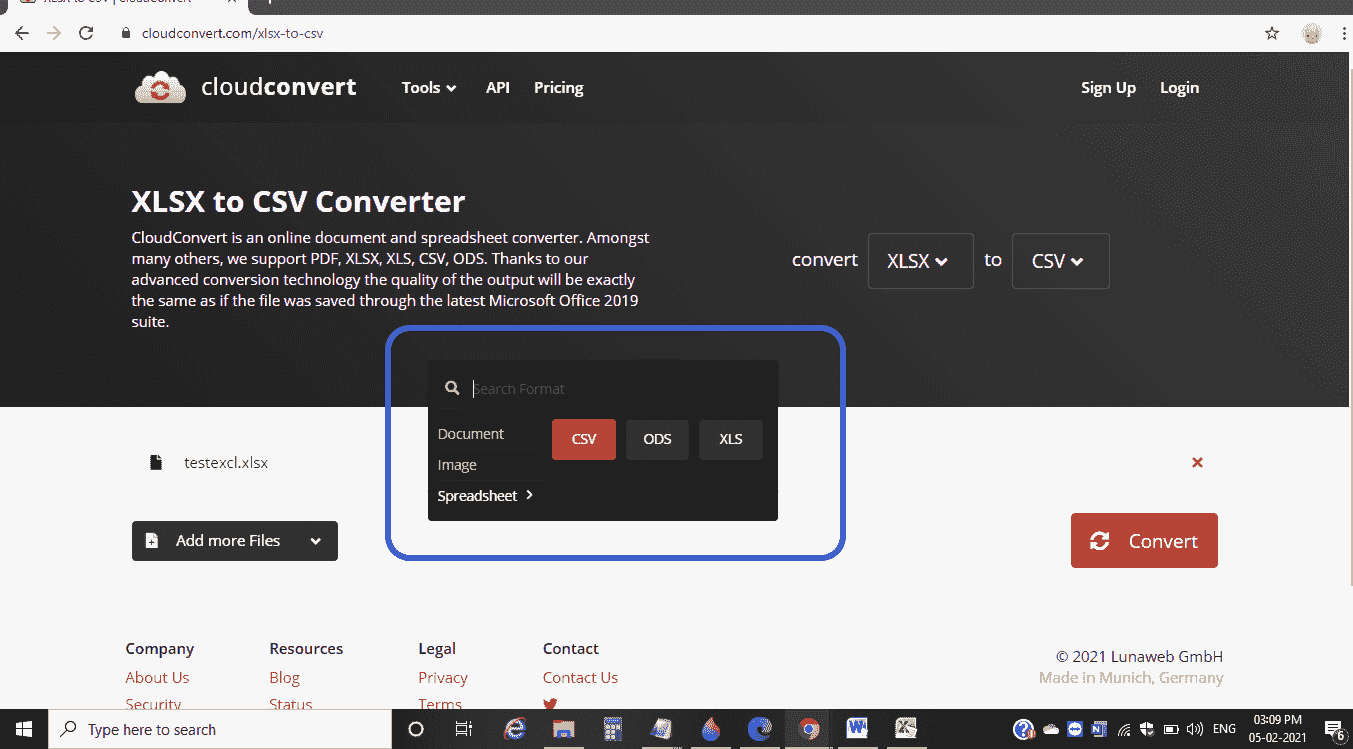 XLSX to CSV | CloudConvert
cloudconvert.com/xlsx-to-csv
cloudconvert
Tools
API
Pricing
Sign Up
Login
XLSX to CSV Converter
CloudConvert is an online document and spreadsheet converter. Amongst
many others, we support PDF, XLSX, XLS, CSV, ODS. Thanks to our
advanced conversion technology the quality of the output will be exactly
the same as if the file was saved through the latest Microsoft Office 2019
suite.
convert XLSX to CSV
Search Format
Document
Image
Spreadsheet
CSV
ODS
XLS
testexcl.xlsx
Add more Files
Convert
Company
About Us
Security
Resources
Blog
Status
Legal
Privacy
Terms
Contact
Contact Us
© 2021 Lunaweb GmbH
Made in Munich, Germany
Type here to search
ENG
03:09 PM
05-02-2021
6